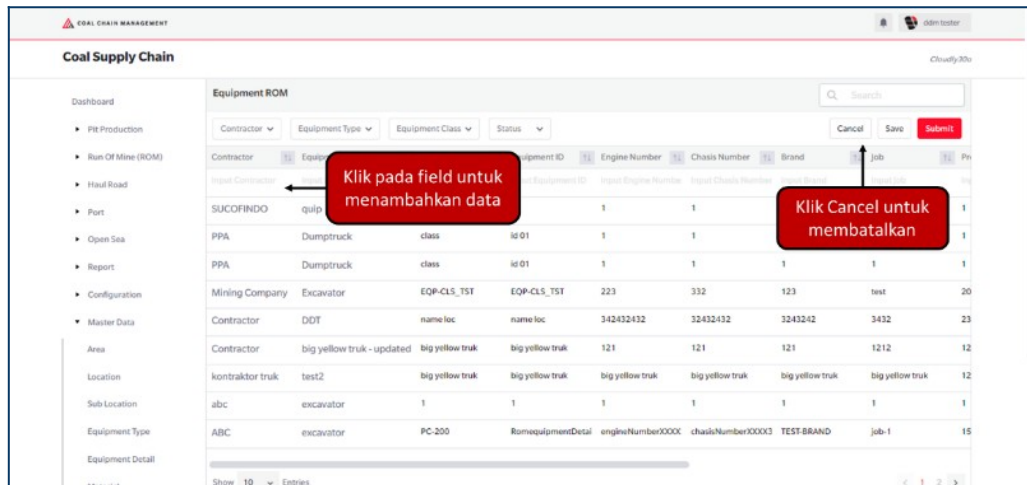 COAL CHAIN MANAGEMENT
ddm tester
Coal Supply Chain
Cloudly30o
Dashboard
Pit Production
Run Of Mine (ROM)
Haul Road
Port
Open Sea
Report
Configuration
Master Data
Area
Location
Sub Location
Equipment Type
Equipment Detail
Equipment ROM
Search
Contractor Equipment Type Equipment Class Status Cancel Save Submit
Contractor Equip uipment ID Engine Number Chasis Number Brand Job Pr
Input Contractor Input Equipment ID Input Engine Number Input Chasis Number Input Brand Input Job
Klik pada field untuk
menambahkan data
Klik Cancel untuk
membatalkan
SUCOFINDO quip 1 1 1
PPA Dumptruck class id 01 1 1 1
PPA Dumptruck class id 01 1 1 1 1 1
Mining Company Excavator EQP-CLS_TST EQP-CLS_TST 223 332 123 test 20
Contractor DDT name loc name loc 342432432 32432432 3243242 3432 23
Contractor big yellow truk - updated big yellow truk big yellow truk 121 121 121 1212 12
kontraktor truk test2 big yellow truk big yellow truk big yellow truk big yellow truk big yellow truk big yellow truk 12
abc excavator 1 1 1 1 1 1 1
ABC excavator PC-200 RomequipmentDetai engineNumberXXXX chasisNumberXXXX3 TEST-BRAND job-1 15
Show 10 Entries
1 2